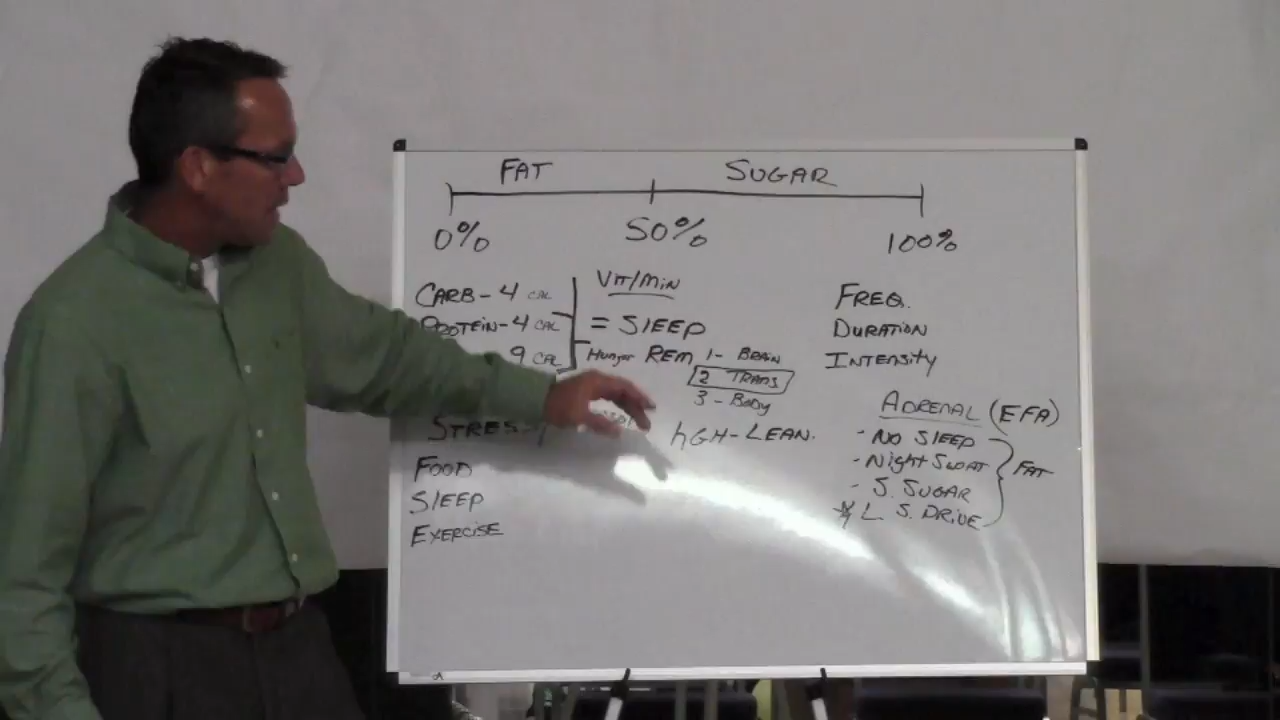 FAT SUGAR
0% 50% 100%
CARB - 4 CAL
PROTEIN - 4 CAL
9 CAL
VIT/MIN
= SLEEP
Hunger REM 1 - BRAIN
2 TRANS
3 - BODY
hGH - LEAN.
STRESS
FOOD
SLEEP
EXERCISE
FREQ.
DURATION
INTENSITY
ADRENAL (EFA)
- NO SLEEP
- Night SWEAT
- S. SUGAR
* L S. DRIVE
FAT